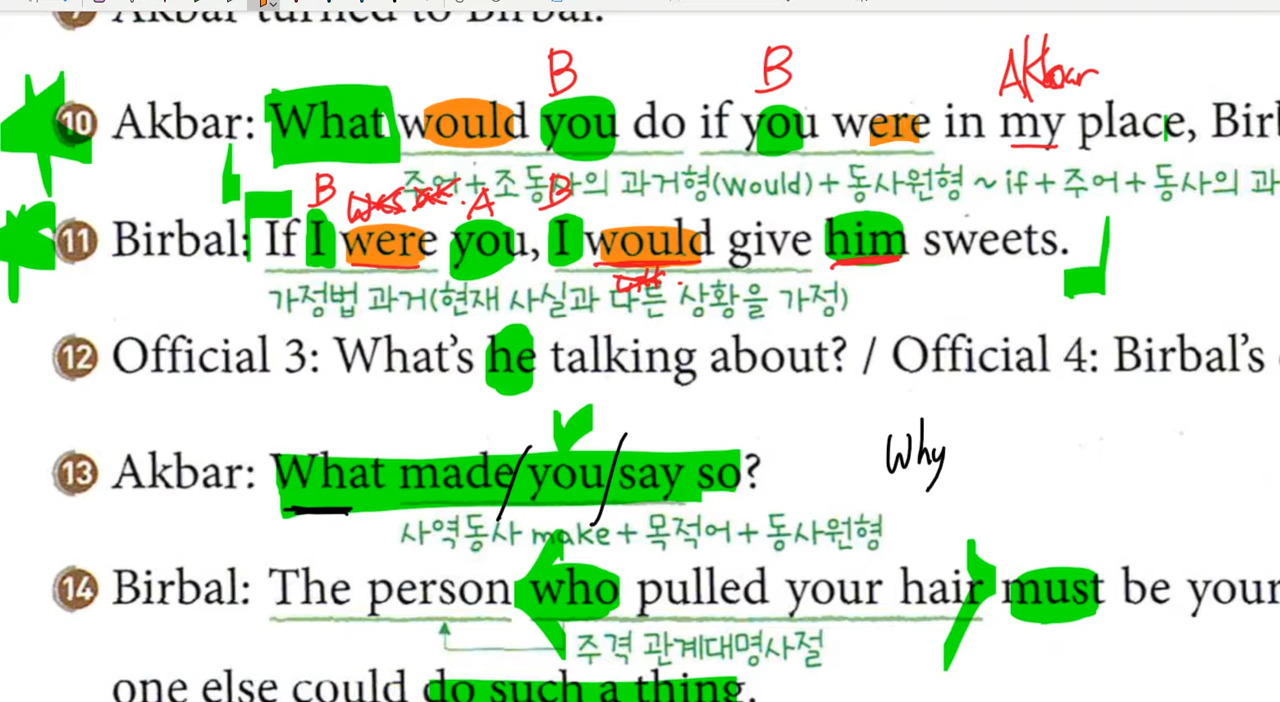 Akbar turned to Birbal.
B B Akbar
10 Akbar: What would you do if you were in my place, Bir
주어 + 조동사의 과거형(would) + 동사원형 ~ if + 주어 + 동사의 과
B A B
11 Birbal: If I were you, I would give him sweets.
가정법 과거(현재 사실과 다른 상황을 가정)
12 Official 3: What's he talking about? / Official 4: Birbal's
13 Akbar: What made/you/say so? Why
사역동사 make + 목적어 + 동사원형
14 Birbal: The person who pulled your hair must be your
주격 관계대명사절
one else could do such a thing.